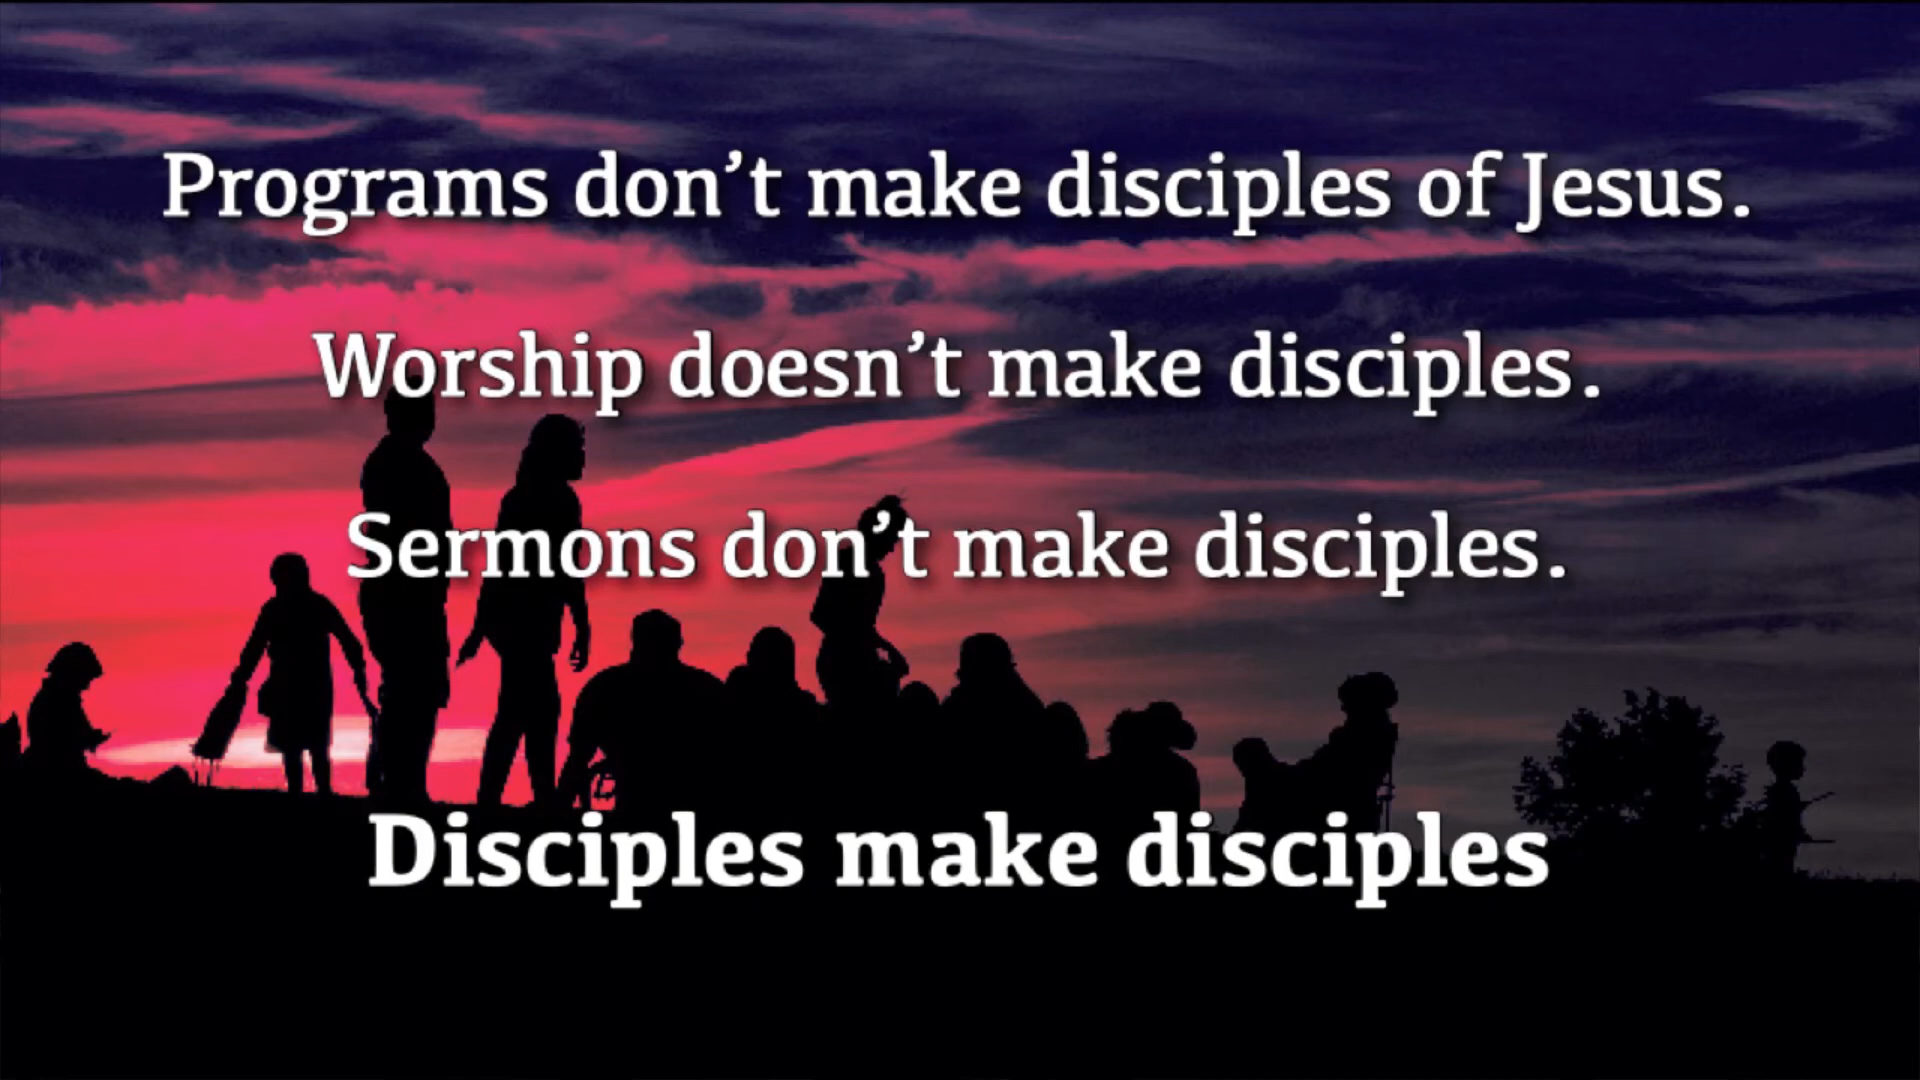 Programs don’t make disciples of Jesus.
Worship doesn’t make disciples.
Sermons don’t make disciples.
Disciples make disciples